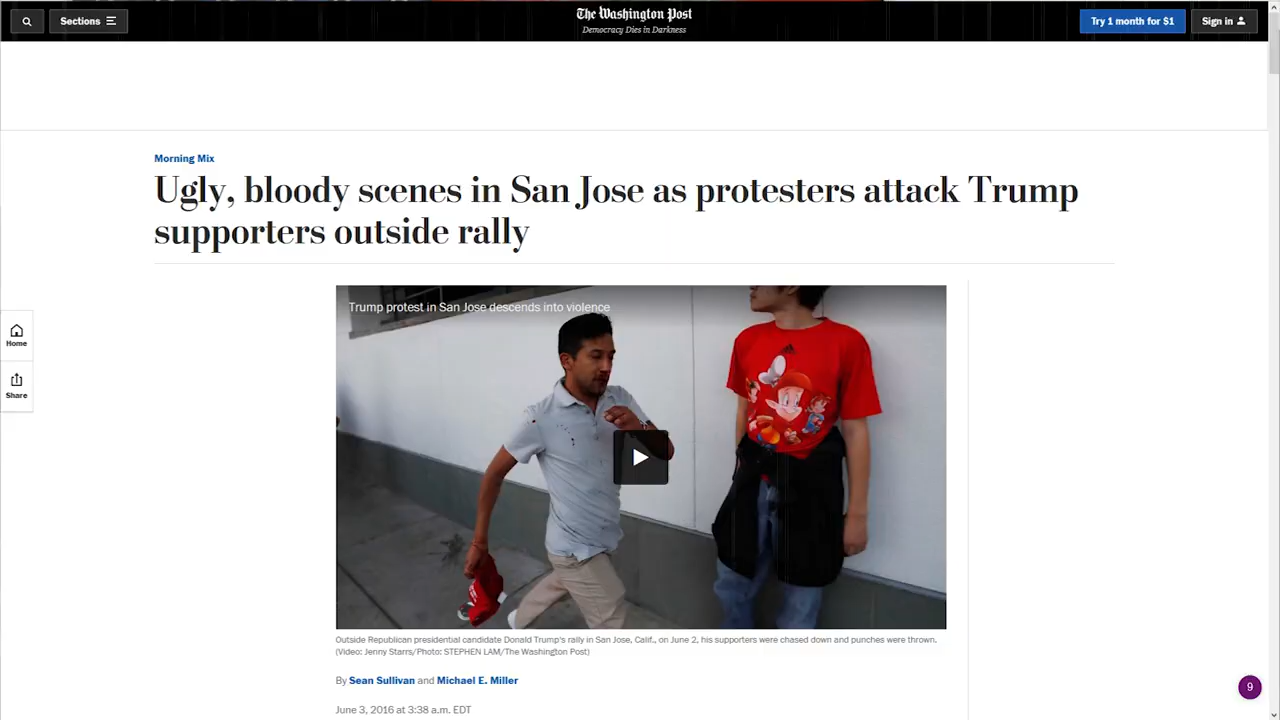 Sections
The Washington Post
Democracy Dies in Darkness
Try 1 month for $1
Sign in
Morning Mix
Ugly, bloody scenes in San Jose as protesters attack Trump
supporters outside rally
Trump protest in San Jose descends into violence
Home
Share
Outside Republican presidential candidate Donald Trump's rally in San Jose, Calif., on June 2, his supporters were chased down and punches were thrown.
(Video: Jenny Starrs/Photo: STEPHEN LAM/The Washington Post)
By Sean Sullivan and Michael E. Miller
9
June 3, 2016 at 3:38 a.m. EDT